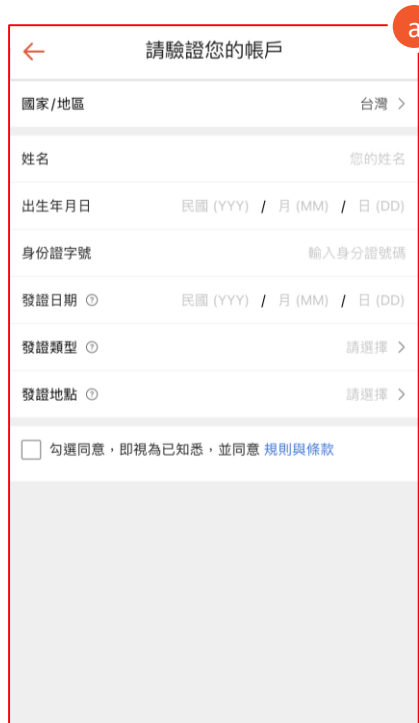 a
請驗證您的帳戶
國家/地區 台灣
姓名 您的姓名
出生年月日 民國 (YYY) / 月 (MM) / 日 (DD)
身份證字號 輸入身分證號碼
發證日期 ? 民國 (YYY) / 月 (MM) / 日 (DD)
發證類型 ? 請選擇
發證地點 ? 請選擇
勾選同意，即視為已知悉，並同意 規則與條款